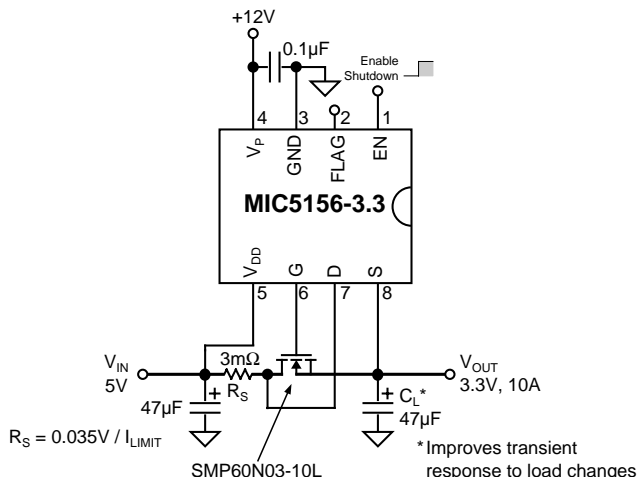 +12V
0.1µF
Enable
Shutdown
4 3 2 1
VP GND FLAG EN
MIC5156-3.3
VDD G D S
5 6 7 8
VIN
5V
3mΩ
RS
VOUT
3.3V, 10A
+
47µF
+
CL*
47µF
RS = 0.035V / ILIMIT
SMP60N03-10L
*Improves transient
response to load changes